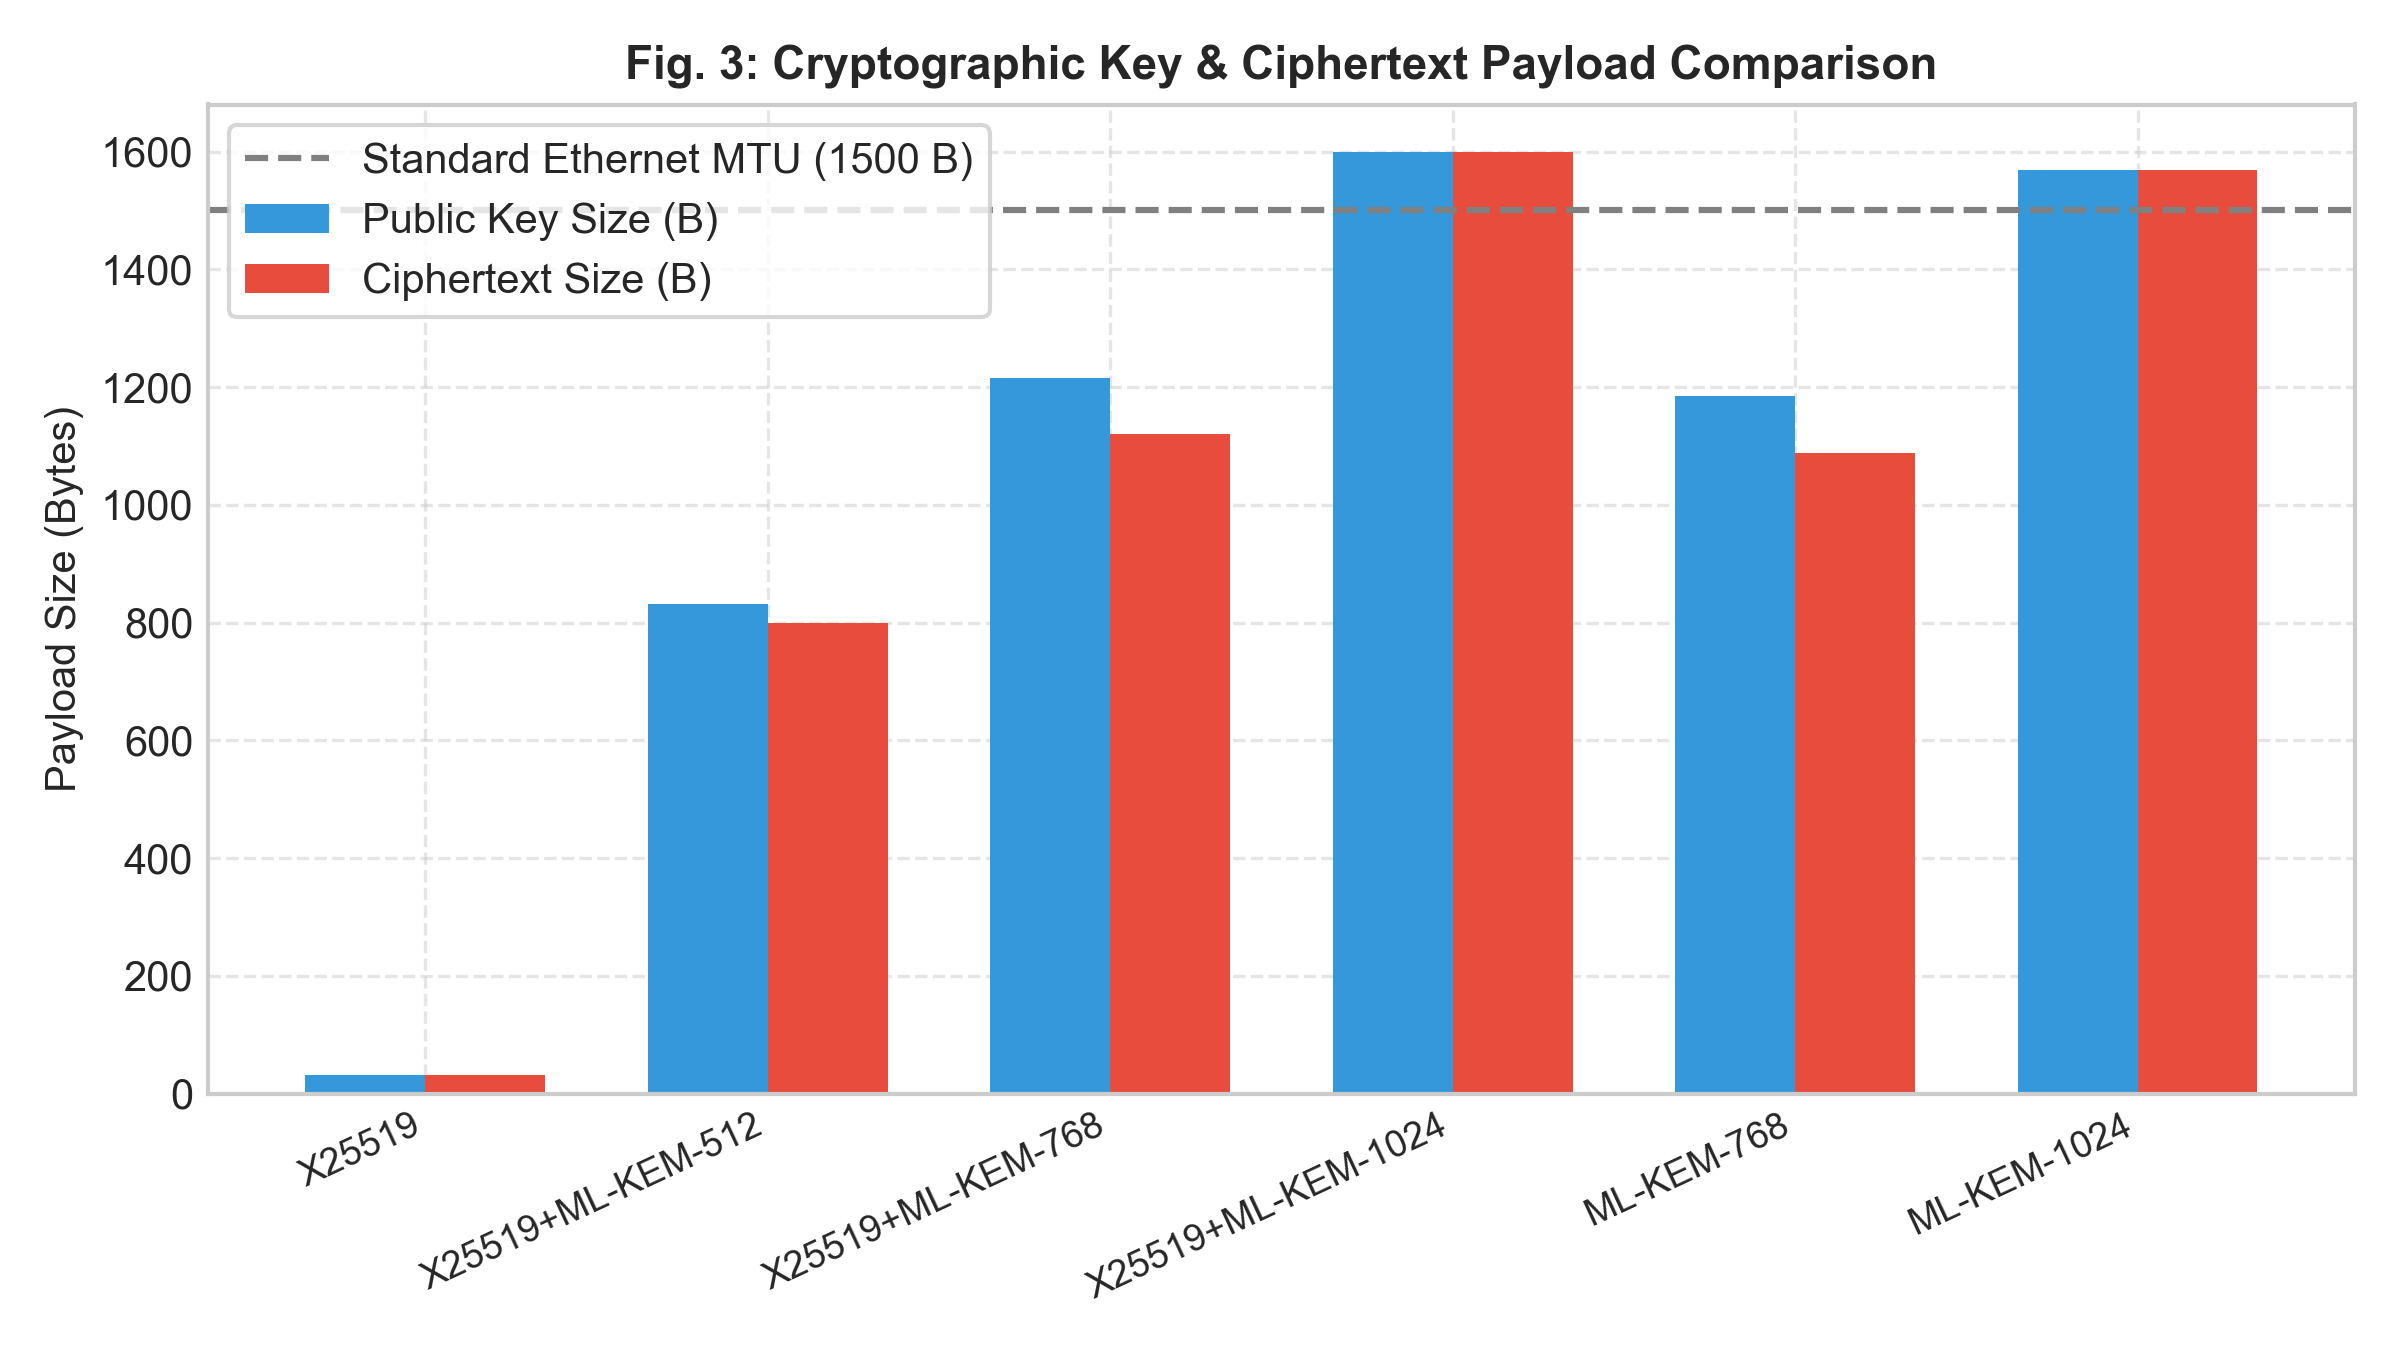 Fig. 3: Cryptographic Key & Ciphertext Payload Comparison
Standard Ethernet MTU (1500 B)
Public Key Size (B)
Ciphertext Size (B)
Payload Size (Bytes)
1600
1400
1200
1000
800
600
400
200
0
X25519
X25519+ML-KEM-512
X25519+ML-KEM-768
X25519+ML-KEM-1024
ML-KEM-768
ML-KEM-1024